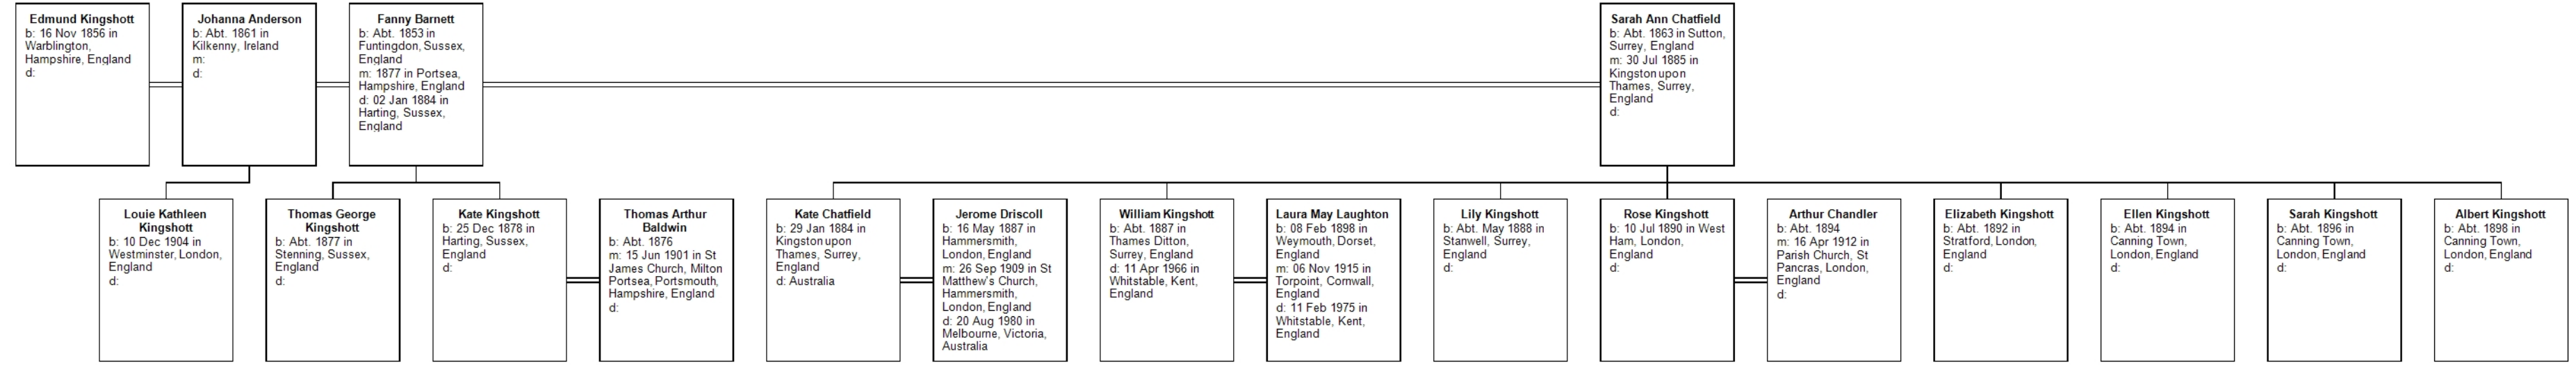 Edmund Kingshott
b: 16 Nov 1856 in
Warblington,
Hampshire, England
d:
Johanna Anderson
b: Abt. 1861 in
Kilkenny, Ireland
m:
d:
Fanny Barnett
b: Abt. 1853 in
Funtingdon, Sussex,
England
m: 1877 in Portsea,
Hampshire, England
d: 02 Jan 1884 in
Harting, Sussex,
England
Sarah Ann Chatfield
b: Abt. 1863 in Sutton,
Surrey, England
m: 30 Jul 1885 in
Kingston upon
Thames, Surrey,
England
d:
Louie Kathleen
Kingshott
b: 10 Dec 1904 in
Westminster, London,
England
d:
Thomas George
Kingshott
b: Abt. 1877 in
Stenning, Sussex,
England
d:
Kate Kingshott
b: 25 Dec 1878 in
Harting, Sussex,
England
d:
Thomas Arthur
Baldwin
b: Abt. 1876
m: 15 Jun 1901 in St
James Church, Milton
Portsea, Portsmouth,
Hampshire, England
d:
Kate Chatfield
b: 29 Jan 1884 in
Kingston upon
Thames, Surrey,
England
d: Australia
Jerome Driscoll
b: 16 May 1887 in
Hammersmith,
London, England
m: 26 Sep 1909 in St
Matthew's Church,
Hammersmith,
London, England
d: 20 Aug 1980 in
Melbourne, Victoria,
Australia
William Kingshott
b: Abt. 1887 in
Thames Ditton,
Surrey, England
d: 11 Apr 1966 in
Whitstable, Kent,
England
Laura May Laughton
b: 08 Feb 1898 in
Weymouth, Dorset,
England
m: 06 Nov 1915 in
Torpoint, Cornwall,
England
d: 11 Feb 1975 in
Whitstable, Kent,
England
Lily Kingshott
b: Abt. May 1888 in
Stanwell, Surrey,
England
d:
Rose Kingshott
b: 10 Jul 1890 in West
Ham, London,
England
d:
Arthur Chandler
b: Abt. 1894
m: 16 Apr 1912 in
Parish Church, St
Pancras, London,
England
d:
Elizabeth Kingshott
b: Abt. 1892 in
Stratford, London,
England
d:
Ellen Kingshott
b: Abt. 1894 in
Canning Town,
London, England
d:
Sarah Kingshott
b: Abt. 1896 in
Canning Town,
London, England
d:
Albert Kingshott
b: Abt. 1898 in
Canning Town,
London, England
d: